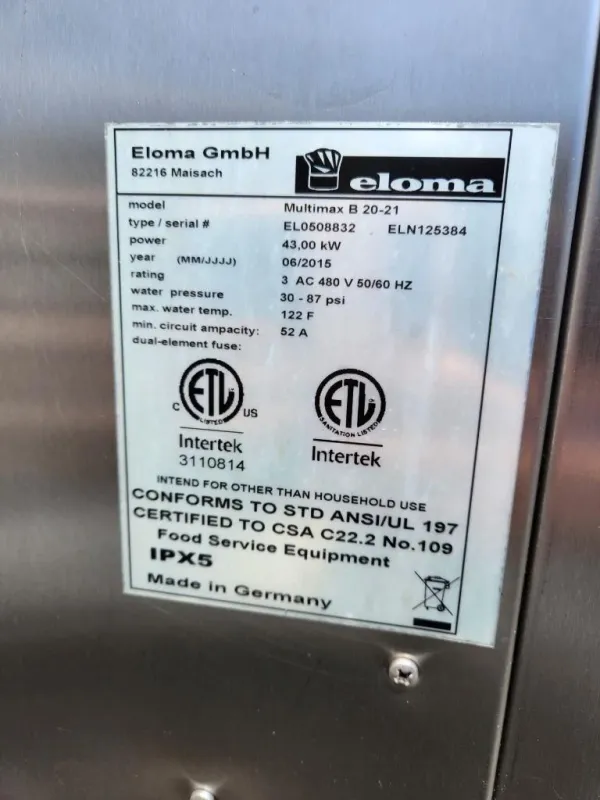 Eloma GmbH
82216 Maisach
eloma
model Multimax B 20-21
type / serial # EL0508832 ELN125384
power 43,00 kW
year (MM/JJJJ) 06/2015
rating 3 AC 480 V 50/60 HZ
water pressure 30 - 87 psi
max. water temp. 122 F
min. circuit ampacity: 52 A
dual-element fuse:
C ETL LISTED US
ETL SANITATION LISTED
Intertek
3110814
Intertek
INTEND FOR OTHER THAN HOUSEHOLD USE
CONFORMS TO STD ANSI/UL 197
CERTIFIED TO CSA C22.2 No.109
Food Service Equipment
IPX5
Made in Germany